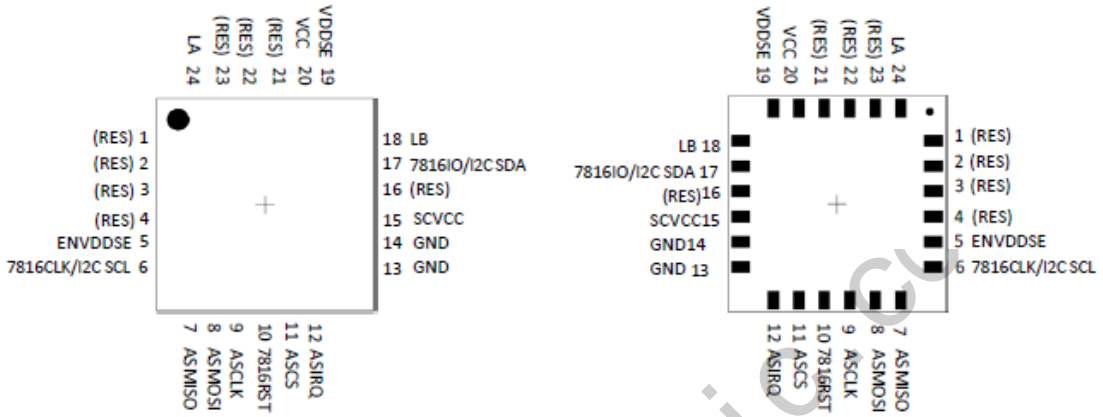 LA 24
(RES) 23
(RES) 22
(RES) 21
VCC 20
VDDSE 19
(RES) 1
(RES) 2
(RES) 3
(RES) 4
ENVDDSE 5
7816CLK/I2C SCL 6
18 LB
17 7816IO/I2C SDA
16 (RES)
15 SCVCC
14 GND
13 GND
7 ASMISO
8 ASMOSI
9 ASCLK
10 7816RST
11 ASCS
12 ASIRQ
VDDSE 19
VCC 20
(RES) 21
(RES) 22
(RES) 23
LA 24
LB 18
7816IO/I2C SDA 17
(RES)16
SCVCC15
GND14
GND 13
1 (RES)
2 (RES)
3 (RES)
4 (RES)
5 ENVDDSE
6 7816CLK/I2C SCL
12 ASIRQ
11 ASCS
10 7816RST
9 ASCLK
8 ASMOSI
7 ASMISO